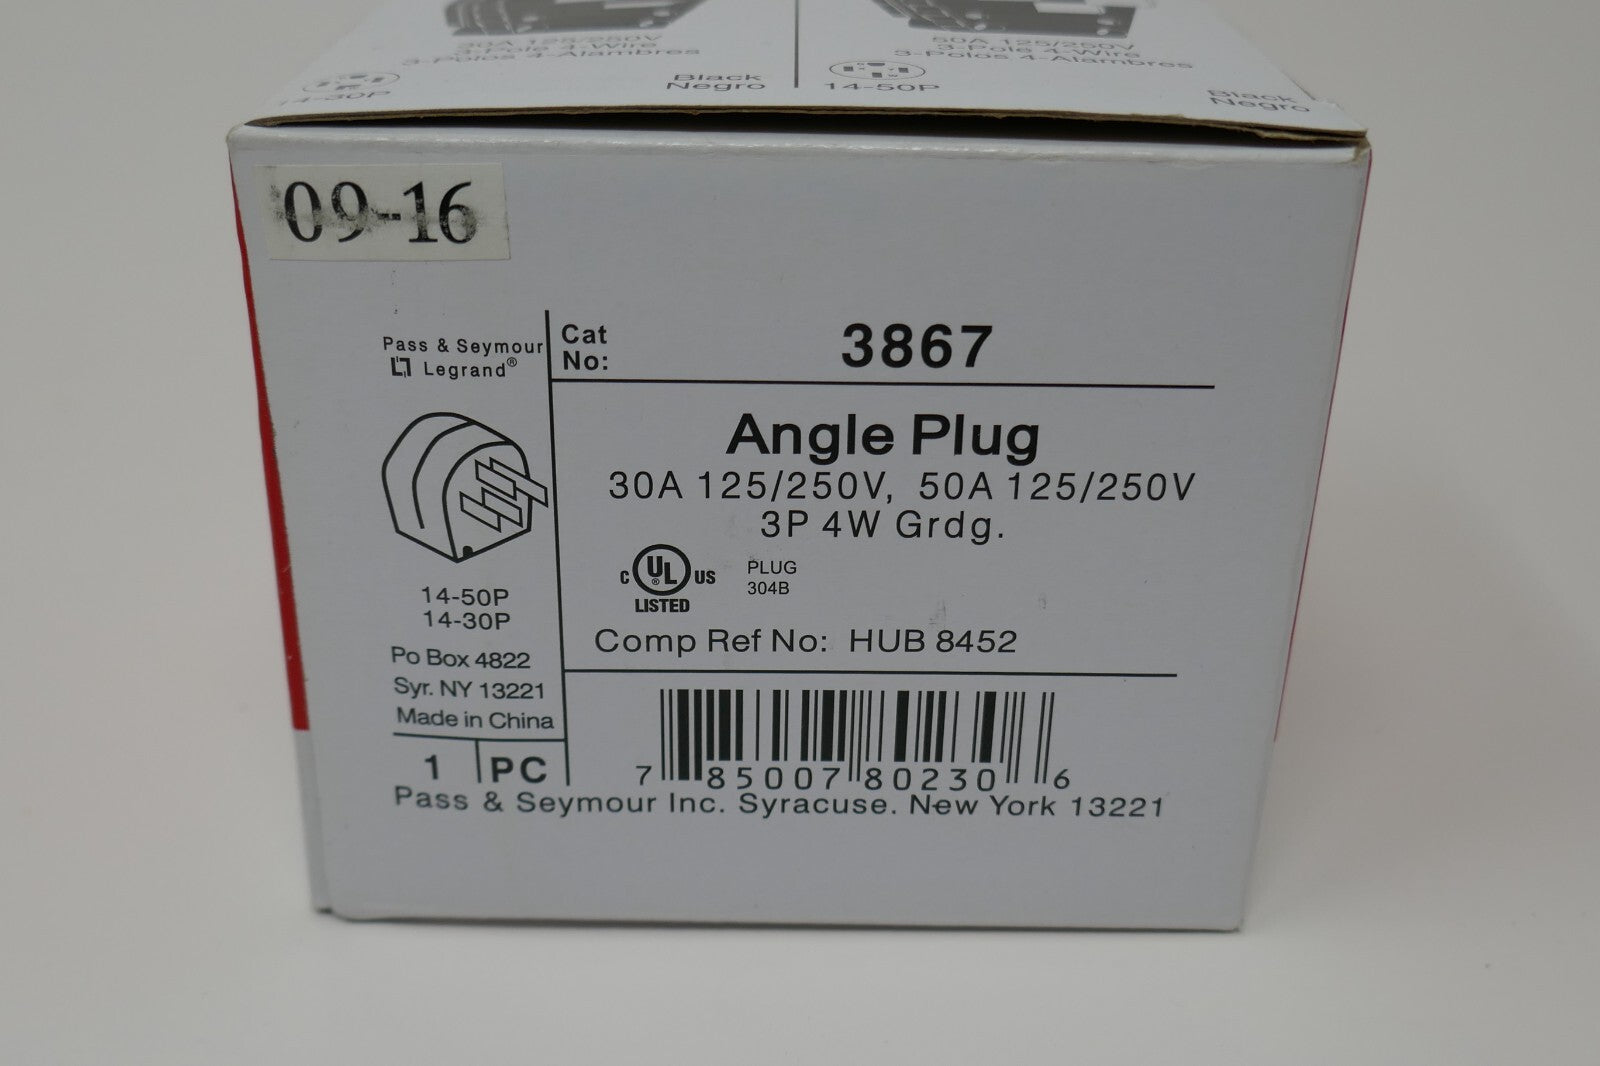 30A 125/250V
3-Pole 4-Wire
3-Polos 4-Alambres
14-30P
Black
Negro
50A 125/250V
3-Pole 4-Wire
3-Polos 4-Alambres
14-50P
Black
Negro
09-16
Pass & Seymour
Legrand®
Cat
No:
3867
Angle Plug
30A 125/250V, 50A 125/250V
3P 4W Grdg.
C UL® US
LISTED
PLUG
304B
Comp Ref No: HUB 8452
14-50P
14-30P
Po Box 4822
Syr. NY 13221
Made in China
1 PC
7 85007 80230 6
Pass & Seymour Inc. Syracuse. New York 13221